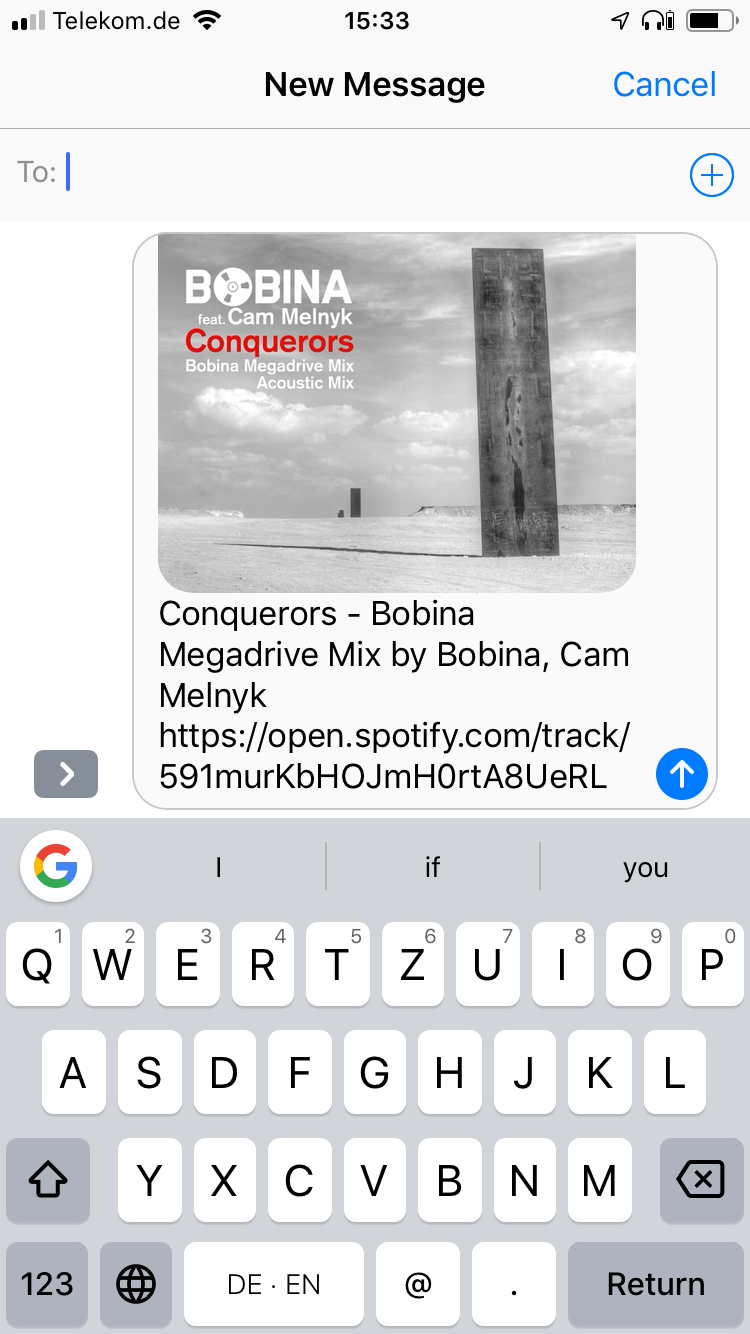 Telekom.de 15:33
New Message Cancel
To:
BOBINA
feat. Cam Melnyk
Conquerors
Bobina Megadrive Mix
Acoustic Mix
Conquerors - Bobina
Megadrive Mix by Bobina, Cam
Melnyk
https://open.spotify.com/track/
591murKbHOJmH0rtA8UeRL
I if you
1 2 3 4 5 6 7 8 9 0
Q W E R T Z U I O P
A S D F G H J K L
Y X C V B N M
123 DE · EN @ . Return